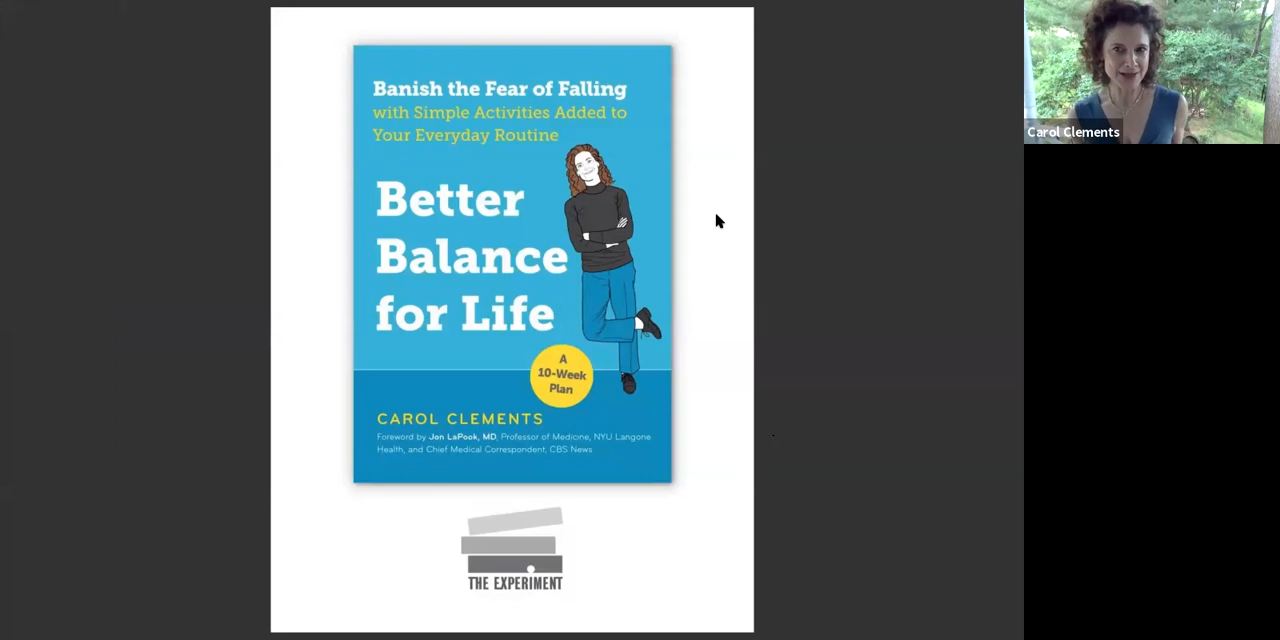 Banish the Fear of Falling
with Simple Activities Added to
Your Everyday Routine
Better
Balance
for Life
A
10-Week
Plan
CAROL CLEMENTS
Foreword by Jon LaPook, MD, Professor of Medicine, NYU Langone
Health, and Chief Medical Correspondent, CBS News
THE EXPERIMENT
Carol Clements